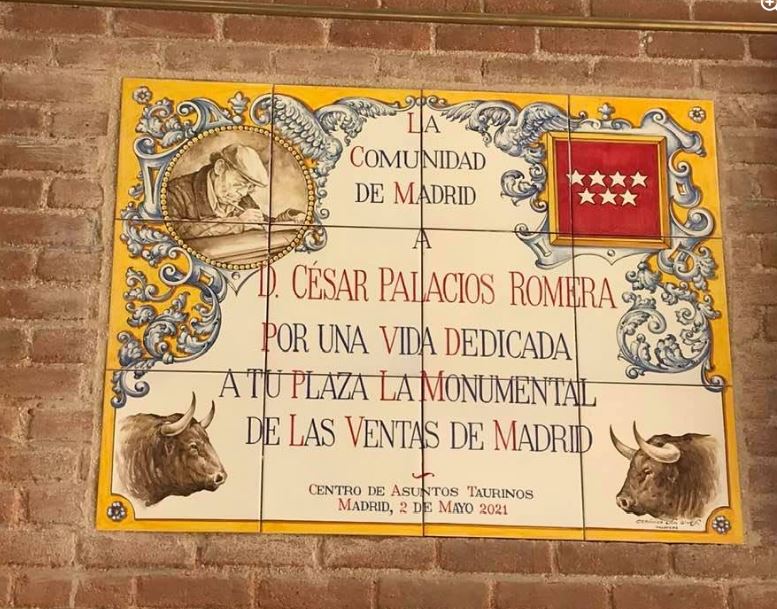 La
Comunidad
de Madrid
A
D. César Palacios Romera
Por una Vida Dedicada
a tu Plaza La Monumental
de Las Ventas de Madrid
Centro de Asuntos Taurinos
Madrid, 2 de Mayo 2021